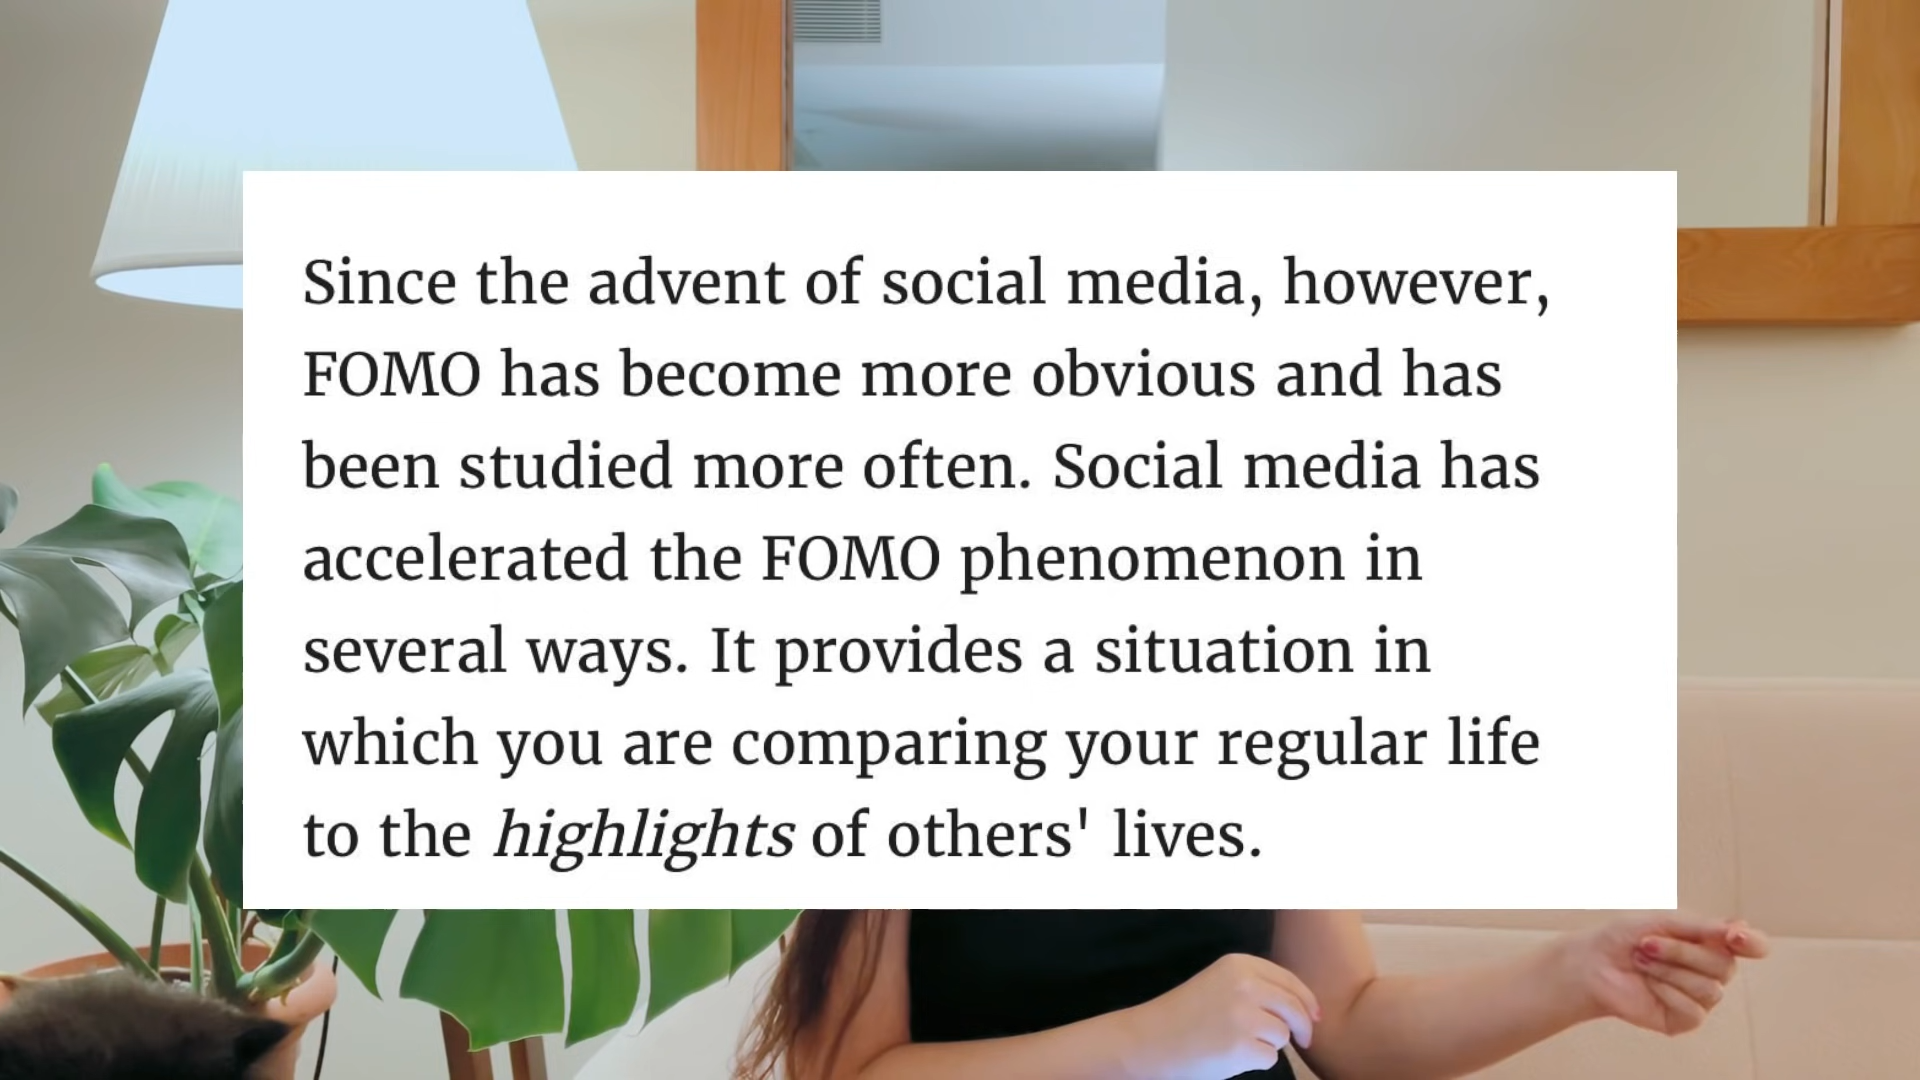 Since the advent of social media, however,
FOMO has become more obvious and has
been studied more often. Social media has
accelerated the FOMO phenomenon in
several ways. It provides a situation in
which you are comparing your regular life
to the highlights of others' lives.